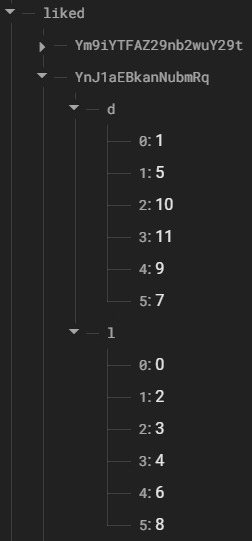 liked
Ym9iYTFAZ29nb2wuY29t
YnJ1aEBkanNubmRq
d
0: 1
1: 5
2: 10
3: 11
4: 9
5: 7
l
0: 0
1: 2
2: 3
3: 4
4: 6
5: 8